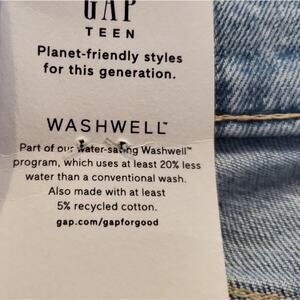 GAP
TEEN
Planet-friendly styles
for this generation.
WASHWELL™
Part of our water-saving Washwell™
program, which uses at least 20% less
water than a conventional wash.
Also made with at least
5% recycled cotton.
gap.com/gapforgood